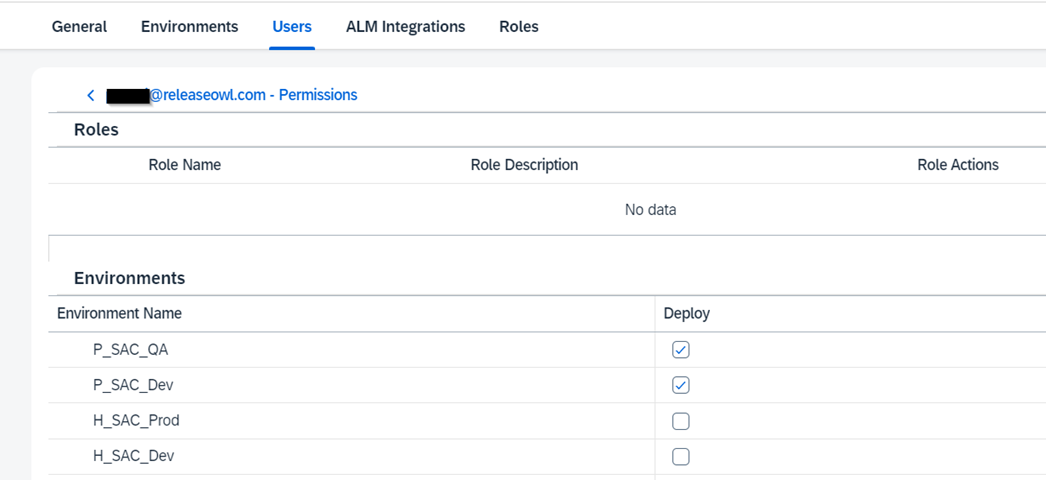 General Environments Users ALM Integrations Roles
@releaseowl.com - Permissions
Roles
Role Name Role Description Role Actions
No data
Environments
Environment Name Deploy
P_SAC_QA
P_SAC_Dev
H_SAC_Prod
H_SAC_Dev